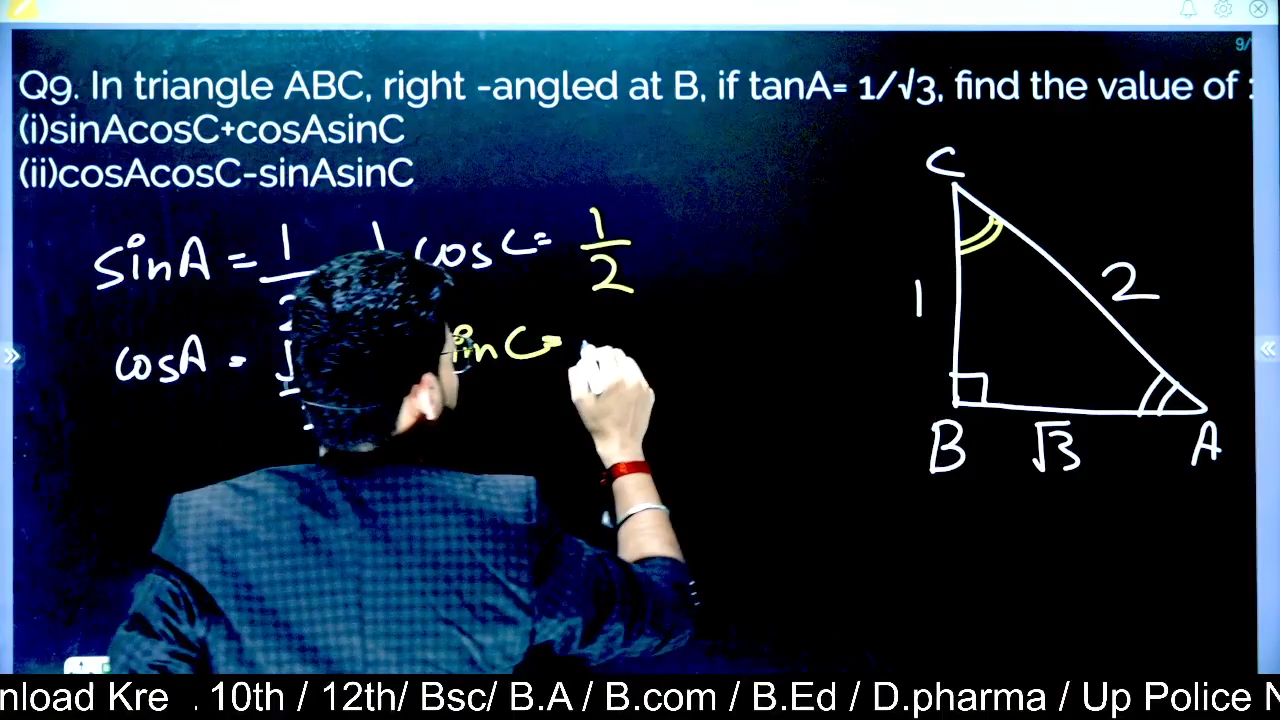 9/
Q9. In triangle ABC, right -angled at B, if tanA= 1/√3, find the value of :
(i)sinAcosC+cosAsinC
(ii)cosAcosC-sinAsinC
sinA = 1
cosC = 1/2
cosA =
sinC =
C
1
2
B
√3
A
nload Kre . 10th / 12th/ Bsc/ B.A / B.com / B.Ed / D.pharma / Up Police N